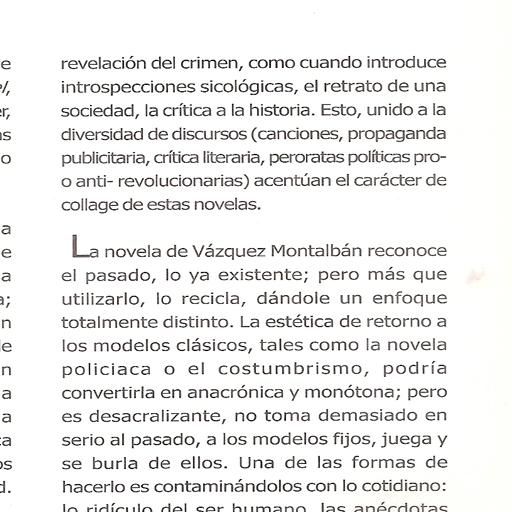 revelación del crimen, como cuando introduce
introspecciones sicológicas, el retrato de una
sociedad, la crítica a la historia. Esto, unido a la
diversidad de discursos (canciones, propaganda
publicitaria, crítica literaria, peroratas políticas pro-
o anti- revolucionarias) acentúan el carácter de
collage de estas novelas.
La novela de Vázquez Montalbán reconoce
el pasado, lo ya existente; pero más que
utilizarlo, lo recicla, dándole un enfoque
totalmente distinto. La estética de retorno a
los modelos clásicos, tales como la novela
policiaca o el costumbrismo, podría
convertirla en anacrónica y monótona; pero
es desacralizante, no toma demasiado en
serio al pasado, a los modelos fijos, juega y
se burla de ellos. Una de las formas de
hacerlo es contaminándolos con lo cotidiano:
lo ridículo del ser humano, las anécdotas